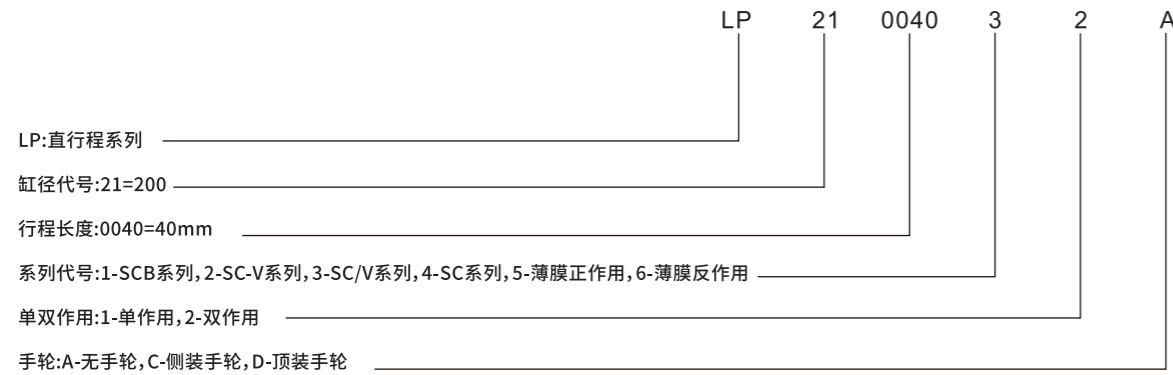 LP 21 0040 3 2 A
LP:直行程系列
缸径代号:21=200
行程长度:0040=40mm
系列代号:1-SCB系列,2-SC-V系列,3-SC/V系列,4-SC系列,5-薄膜正作用,6-薄膜反作用
单双作用:1-单作用,2-双作用
手轮:A-无手轮,C-侧装手轮,D-顶装手轮